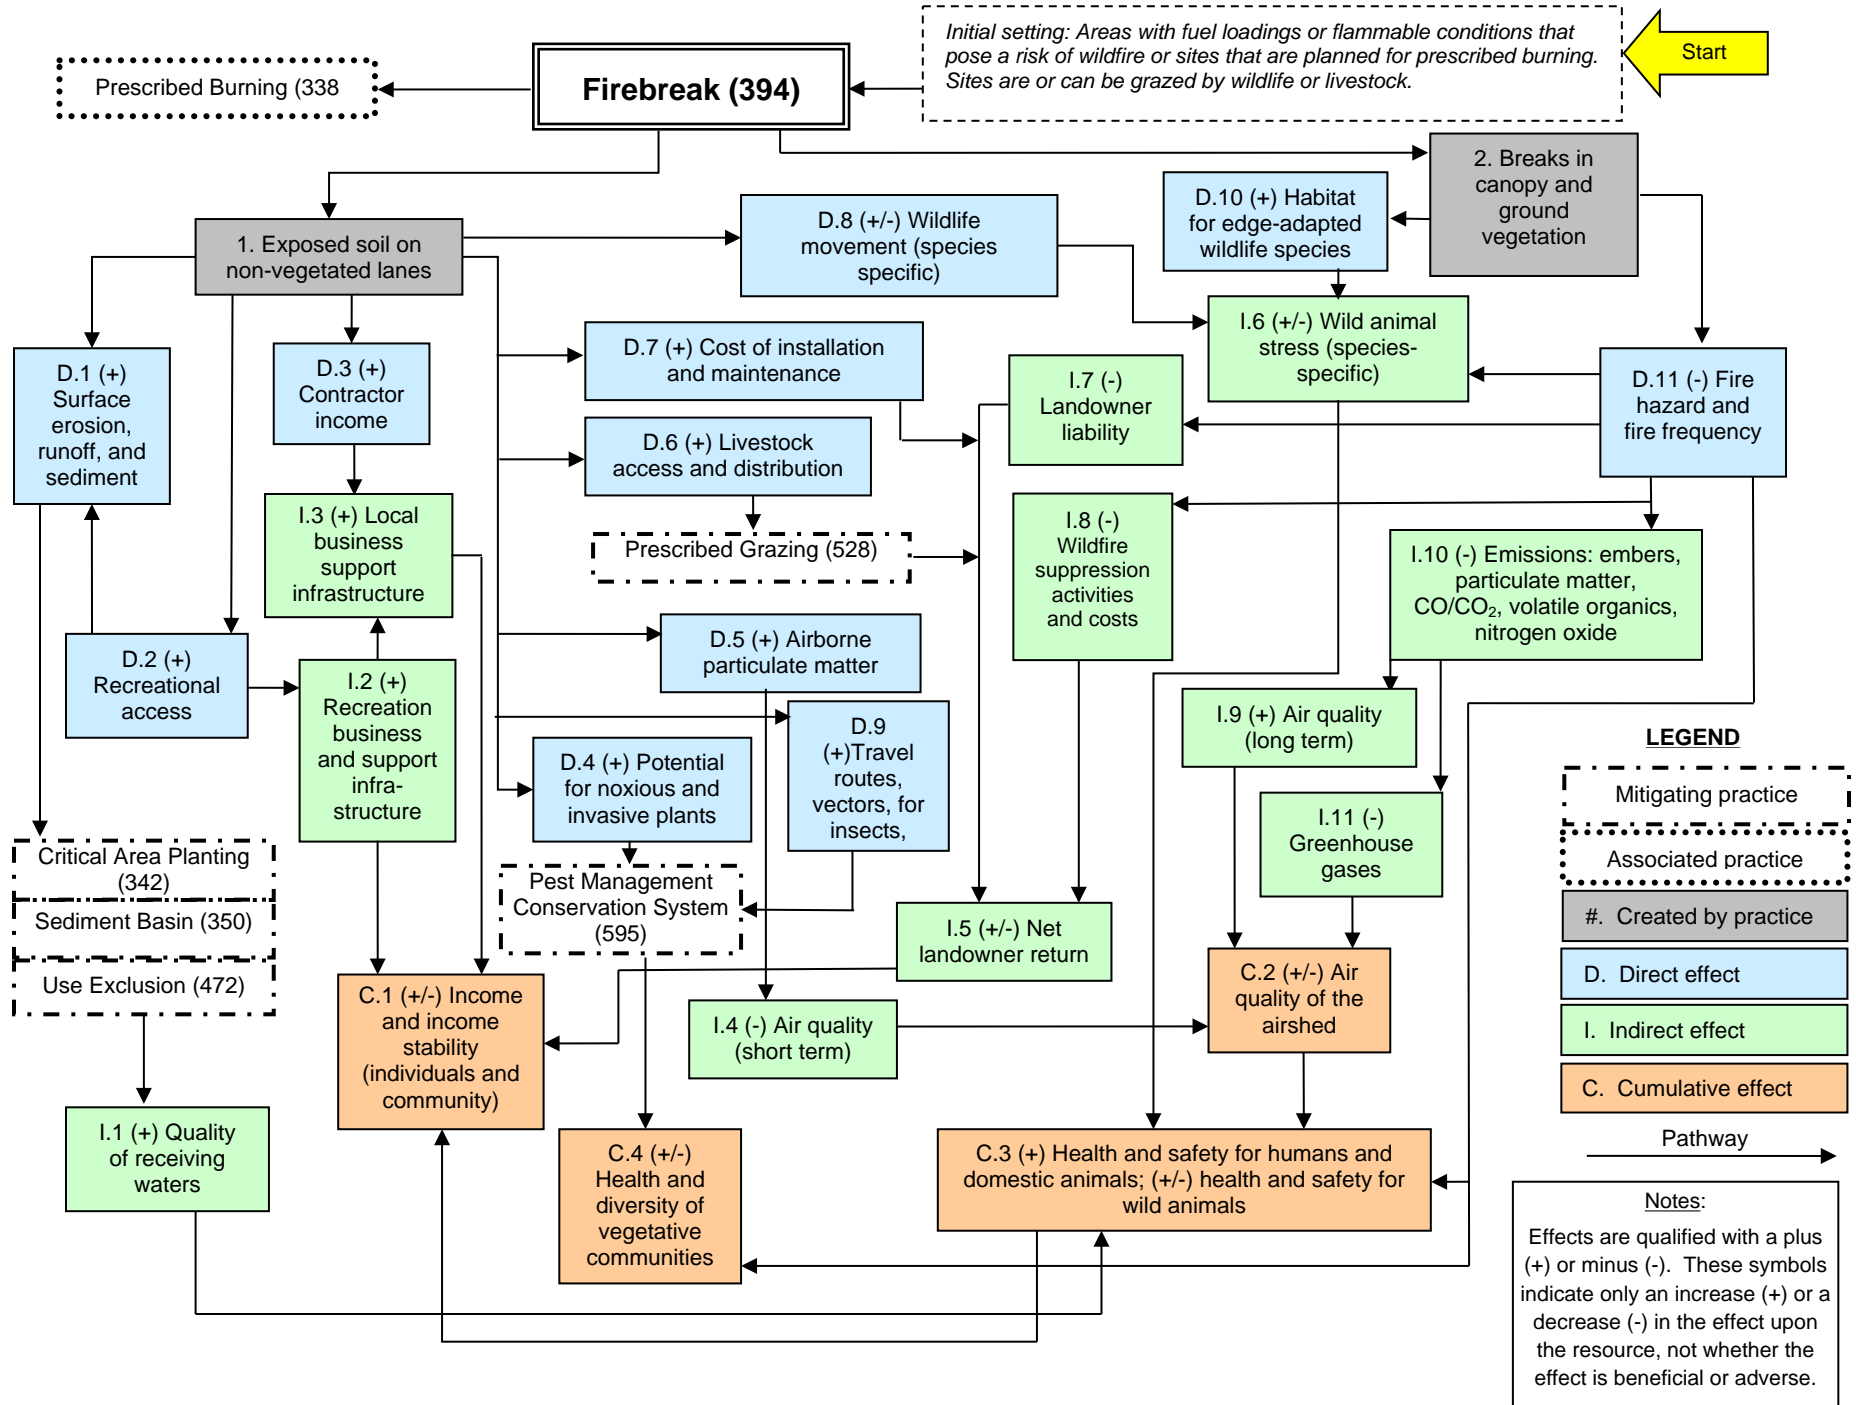 Initial setting: Areas with fuel loadings or flammable conditions that
pose a risk of wildfire or sites that are planned for prescribed burning.
Sites are or can be grazed by wildlife or livestock.
Start
Prescribed Burning (338
Firebreak (394)
2. Breaks in
canopy and
ground
vegetation
D.10 (+) Habitat
for edge-adapted
wildlife species
D.8 (+/-) Wildlife
movement (species
specific)
1. Exposed soil on
non-vegetated lanes
I.6 (+/-) Wild animal
stress (species-
specific)
D.7 (+) Cost of installation
and maintenance
D.1 (+)
Surface
erosion,
runoff, and
sediment
D.3 (+)
Contractor
income
I.7 (-)
Landowner
liability
D.11 (-) Fire
hazard and
fire frequency
D.6 (+) Livestock
access and distribution
I.3 (+) Local
business
support
infrastructure
Prescribed Grazing (528)
I.8 (-)
Wildfire
suppression
activities
and costs
I.10 (-) Emissions: embers,
particulate matter,
CO/CO₂, volatile organics,
nitrogen oxide
D.5 (+) Airborne
particulate matter
D.2 (+)
Recreational
access
I.2 (+)
Recreation
business
and support
infra-
structure
I.9 (+) Air quality
(long term)
D.9
(+)Travel
routes,
vectors, for
insects,
D.4 (+) Potential
for noxious and
invasive plants
I.11 (-)
Greenhouse
gases
Critical Area Planting
(342)
Sediment Basin (350)
Use Exclusion (472)
Pest Management
Conservation System
(595)
I.5 (+/-) Net
landowner return
C.2 (+/-) Air
quality of the
airshed
C.1 (+/-) Income
and income
stability
(individuals and
community)
I.4 (-) Air quality
(short term)
I.1 (+) Quality
of receiving
waters
C.4 (+/-)
Health and
diversity of
vegetative
communities
C.3 (+) Health and safety for humans and
domestic animals; (+/-) health and safety for
wild animals
LEGEND
Mitigating practice
Associated practice
#. Created by practice
D. Direct effect
I. Indirect effect
C. Cumulative effect
Pathway
Notes:
Effects are qualified with a plus
(+) or minus (-). These symbols
indicate only an increase (+) or a
decrease (-) in the effect upon
the resource, not whether the
effect is beneficial or adverse.